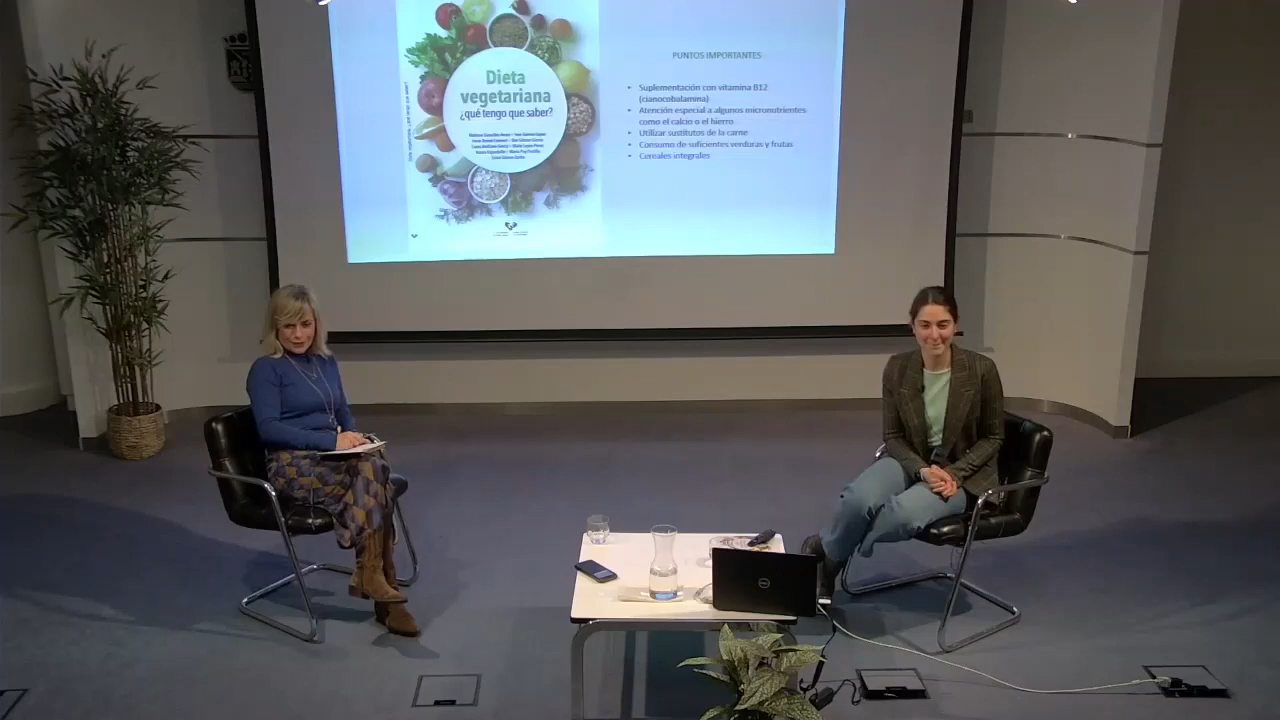 Dieta
vegetariana
¿qué tengo que saber?
PUNTOS IMPORTANTES
• Suplementación con vitamina B12
(cianocobalamina)
• Atención especial a algunos micronutrientes
como el calcio o el hierro
• Utilizar sustitutos de la carne
• Consumo de suficientes verduras y frutas
• Cereales integrales
DELL